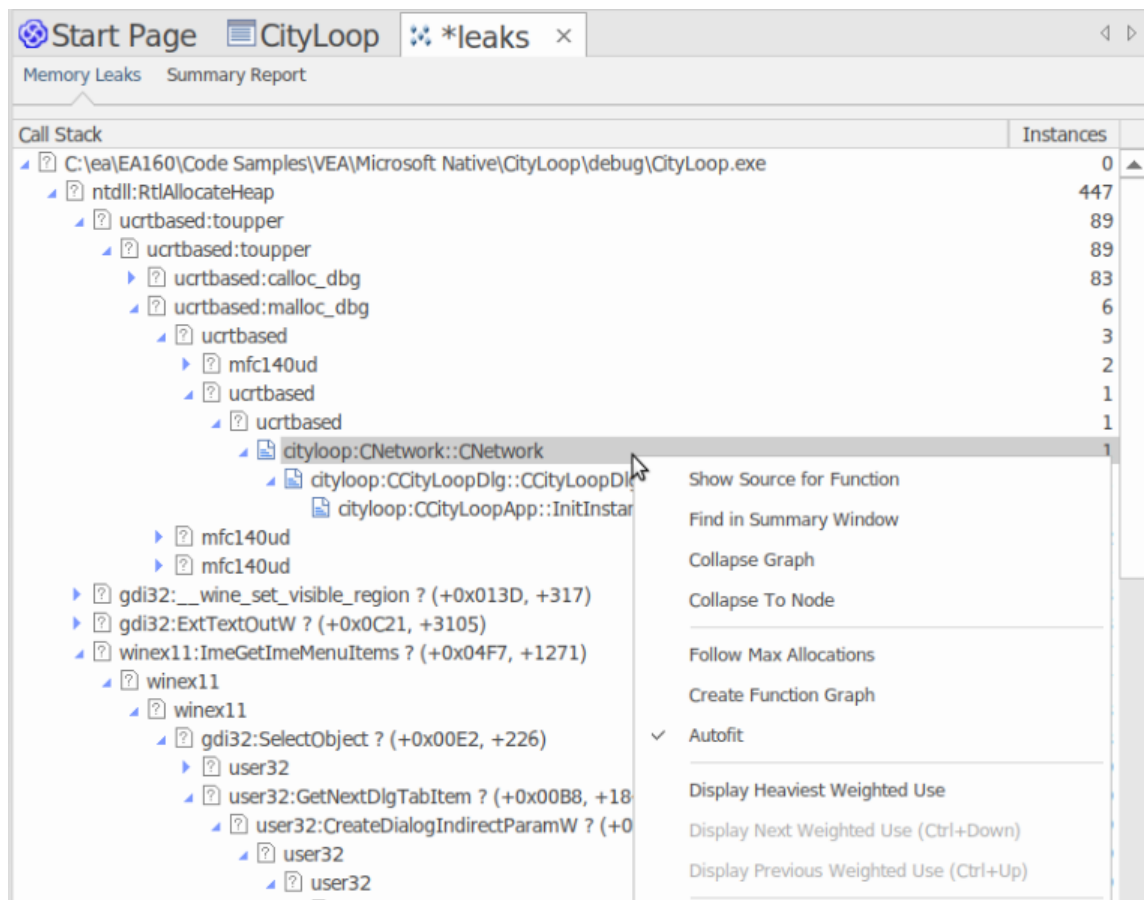 Start Page CityLoop *leaks ×
Memory Leaks Summary Report
Call Stack Instances
C:\ea\EA160\Code Samples\VEA\Microsoft Native\CityLoop\debug\CityLoop.exe 0
ntdll:RtlAllocateHeap 447
ucrtbased:toupper 89
ucrtbased:toupper 89
ucrtbased:calloc_dbg 83
ucrtbased:malloc_dbg 6
ucrtbased 3
mfc140ud 2
ucrtbased 1
ucrtbased 1
cityloop:CNetwork::CNetwork 1
cityloop:CCityLoopDlg::CCityLoopDlg
cityloop:CCityLoopApp::InitInstan
mfc140ud
mfc140ud
gdi32:__wine_set_visible_region ? (+0x013D, +317)
gdi32:ExtTextOutW ? (+0x0C21, +3105)
winex11:ImeGetImeMenuItems ? (+0x04F7, +1271)
winex11
winex11
gdi32:SelectObject ? (+0x00E2, +226)
user32
user32:GetNextDlgTabItem ? (+0x00B8, +18
user32:CreateDialogIndirectParamW ? (+0
user32
user32
Show Source for Function
Find in Summary Window
Collapse Graph
Collapse To Node
Follow Max Allocations
Create Function Graph
Autofit
Display Heaviest Weighted Use
Display Next Weighted Use (Ctrl+Down)
Display Previous Weighted Use (Ctrl+Up)